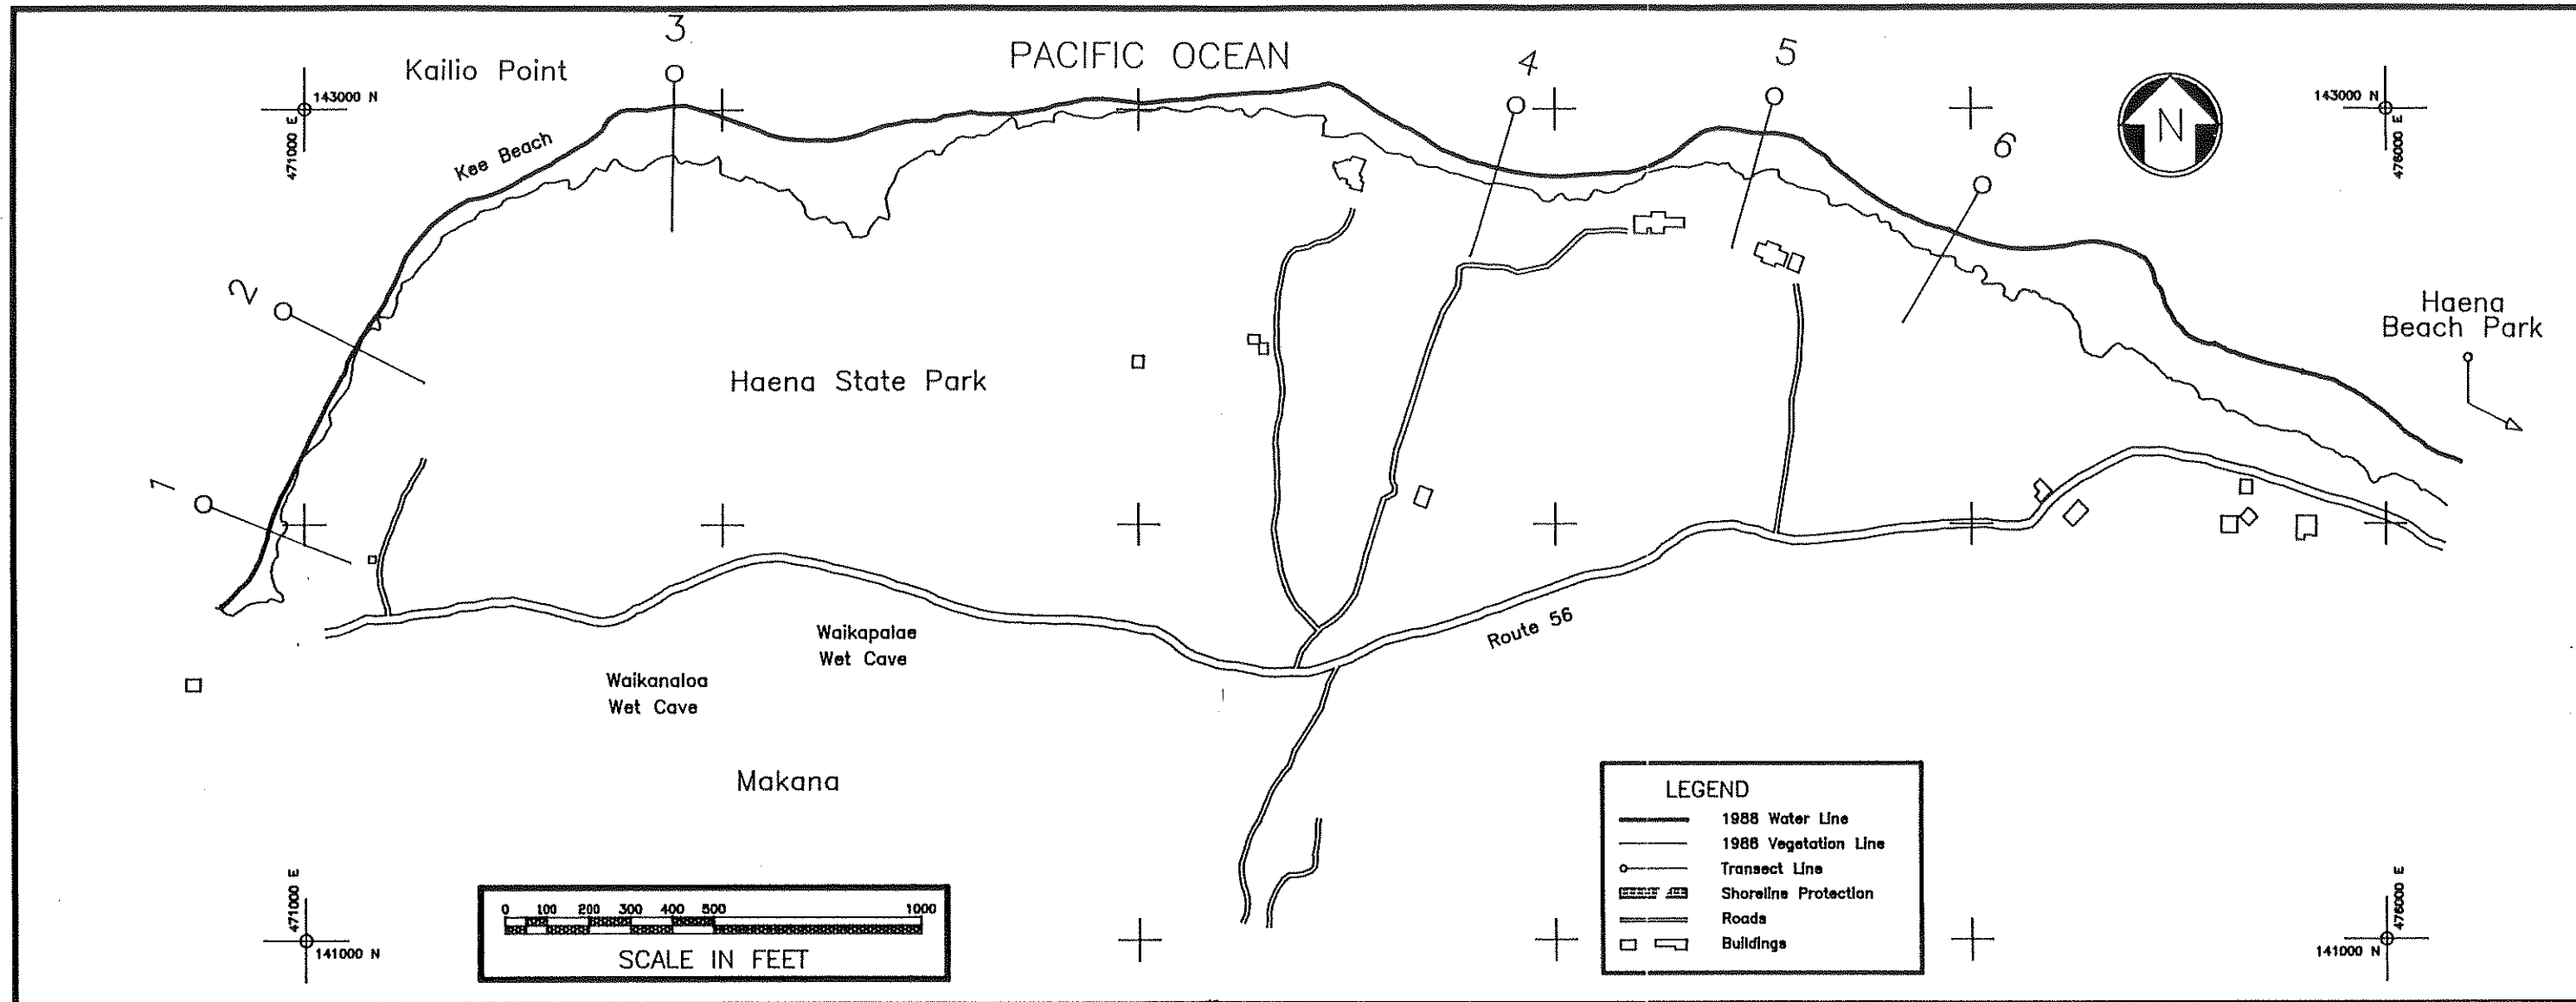 3
PACIFIC OCEAN
Kailio Point
4
5
143000 N
471000 E
Kee Beach
6
N
143000 N
476000 E
2
Haena
Beach Park
Haena State Park
1
Route 56
Waikapalae
Wet Cave
Waikanaloa
Wet Cave
Makana
LEGEND
1988 Water Line
1988 Vegetation Line
Transect Line
Shoreline Protection
Roads
Buildings
471000 E
141000 N
0 100 200 300 400 500 1000
SCALE IN FEET
476000 E
141000 N